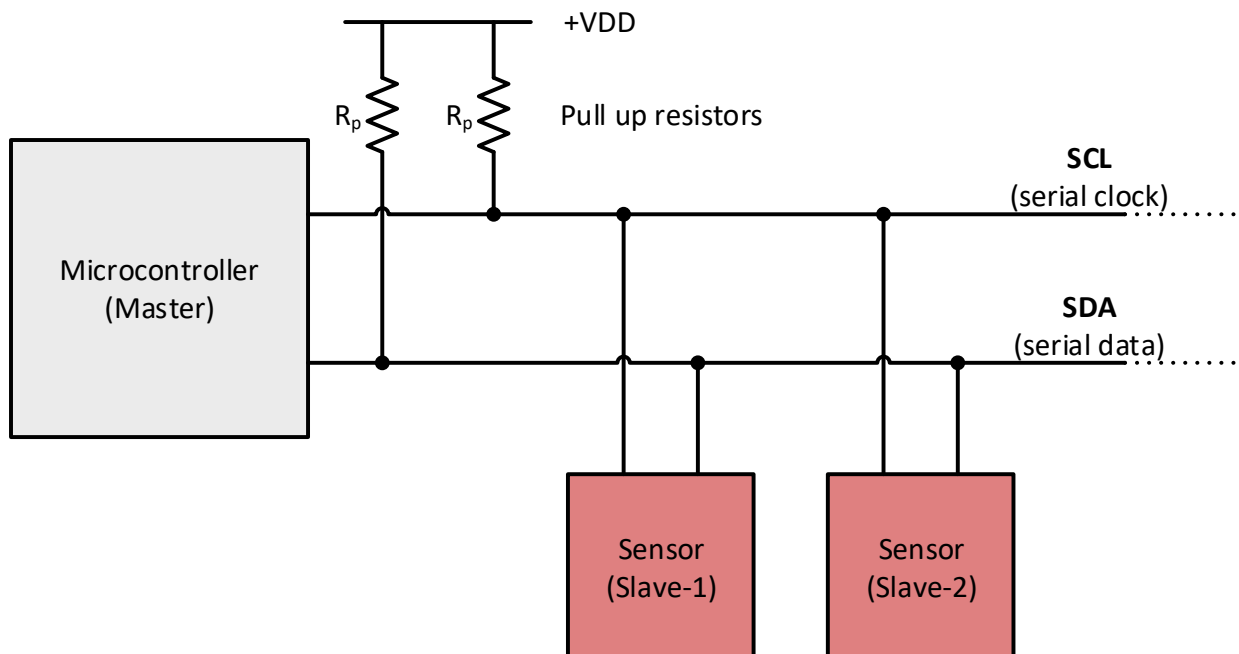 +VDD
Rp
Rp
Pull up resistors
SCL
(serial clock)
Microcontroller
(Master)
SDA
(serial data)
Sensor
(Slave-1)
Sensor
(Slave-2)